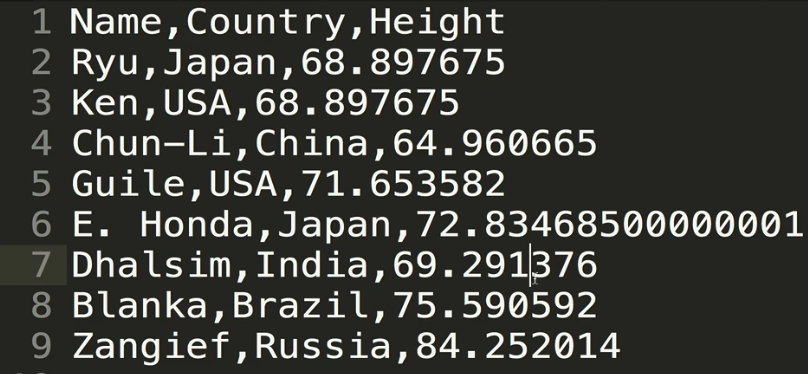 1 Name,Country,Height
2 Ryu,Japan,68.897675
3 Ken,USA,68.897675
4 Chun-Li,China,64.960665
5 Guile,USA,71.653582
6 E. Honda,Japan,72.83468500000001
7 Dhalsim,India,69.291376
8 Blanka,Brazil,75.590592
9 Zangief,Russia,84.252014